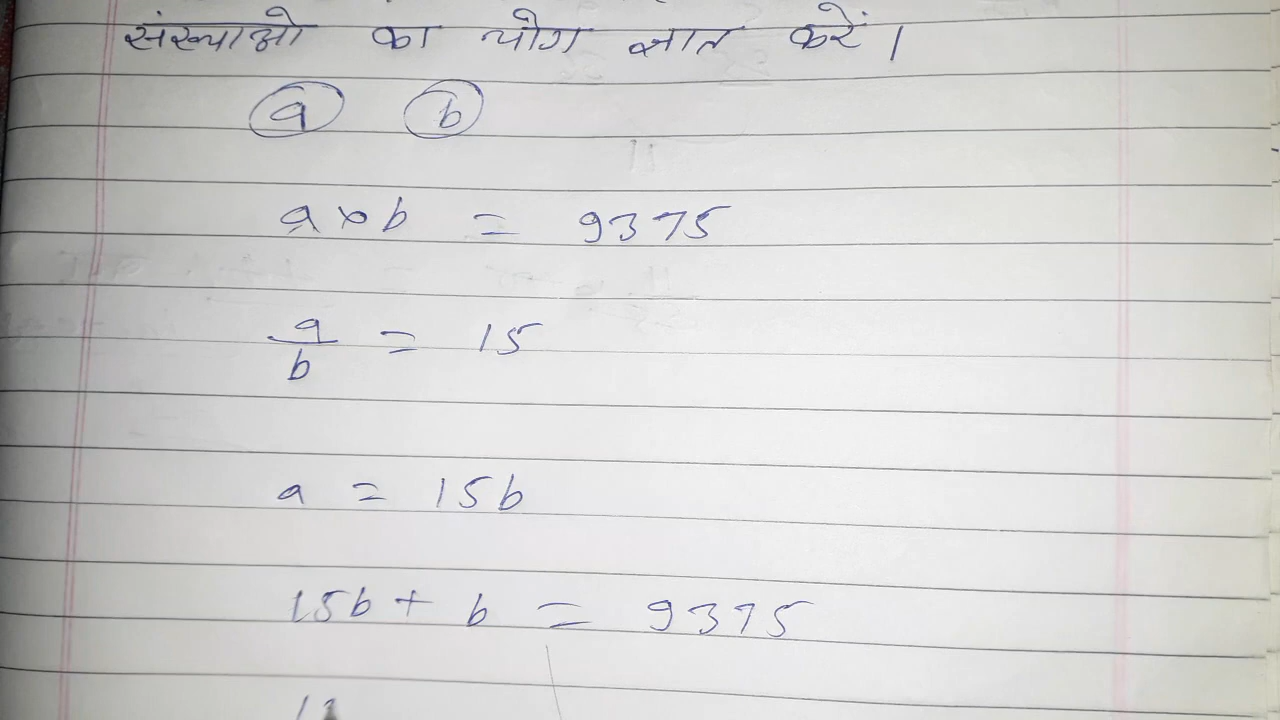 संख्याओ का योग ज्ञात करें।
a b
a × b = 9375
a/b = 15
a = 15b
15b + b = 9375